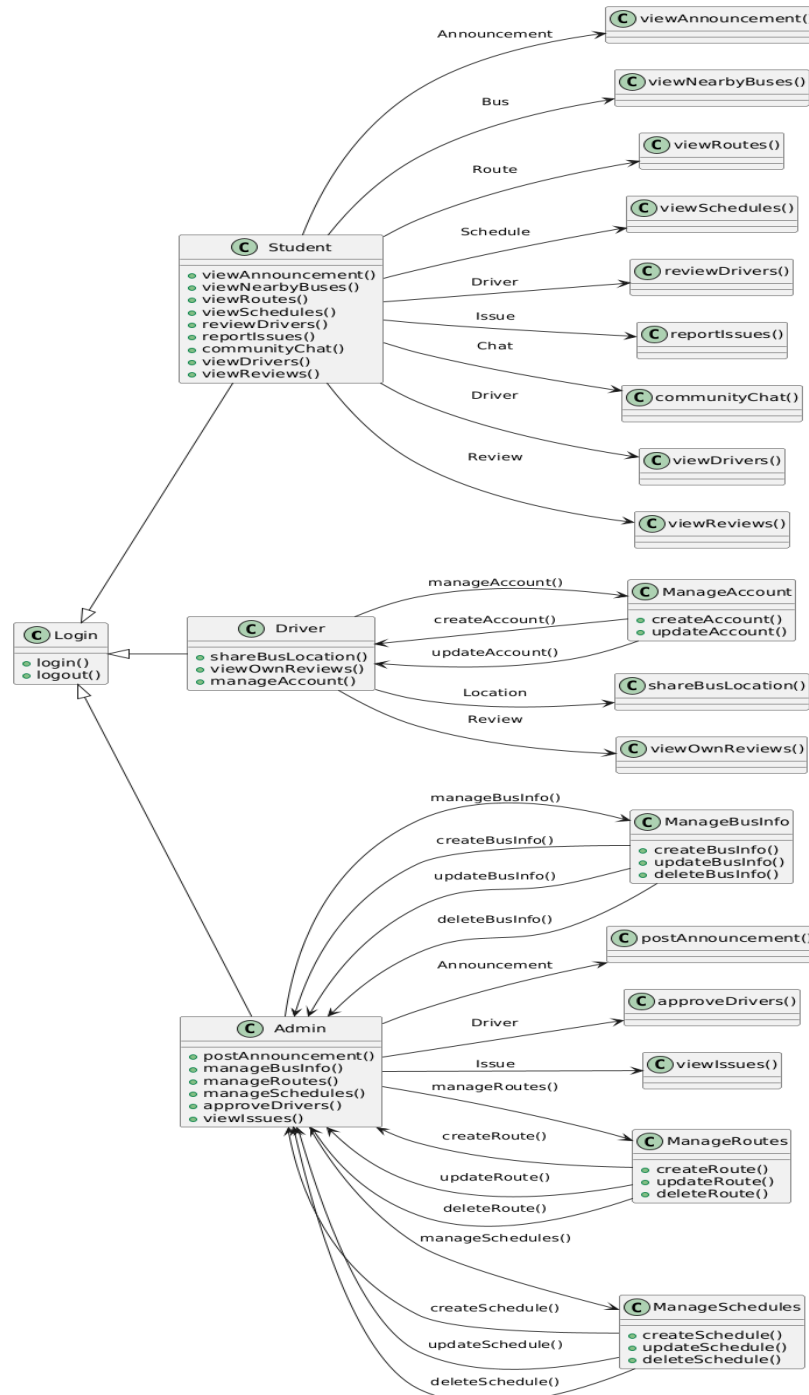 Announcement
C viewAnnouncement()
Bus
C viewNearbyBuses()
Route
C viewRoutes()
Schedule
C viewSchedules()
C Student
viewAnnouncement()
viewNearbyBuses()
viewRoutes()
viewSchedules()
reviewDrivers()
reportIssues()
communityChat()
viewDrivers()
viewReviews()
Driver
C reviewDrivers()
Issue
C reportIssues()
Chat
C communityChat()
Driver
C viewDrivers()
Review
C viewReviews()
C Login
login()
logout()
C Driver
shareBusLocation()
viewOwnReviews()
manageAccount()
manageAccount()
createAccount()
updateAccount()
C ManageAccount
createAccount()
updateAccount()
Location
C shareBusLocation()
Review
C viewOwnReviews()
manageBusInfo()
createBusInfo()
updateBusInfo()
deleteBusInfo()
C ManageBusInfo
createBusInfo()
updateBusInfo()
deleteBusInfo()
Announcement
C postAnnouncement()
C Admin
postAnnouncement()
manageBusInfo()
manageRoutes()
manageSchedules()
approveDrivers()
viewIssues()
Driver
C approveDrivers()
Issue
C viewIssues()
manageRoutes()
createRoute()
updateRoute()
deleteRoute()
C ManageRoutes
createRoute()
updateRoute()
deleteRoute()
manageSchedules()
createSchedule()
updateSchedule()
deleteSchedule()
C ManageSchedules
createSchedule()
updateSchedule()
deleteSchedule()